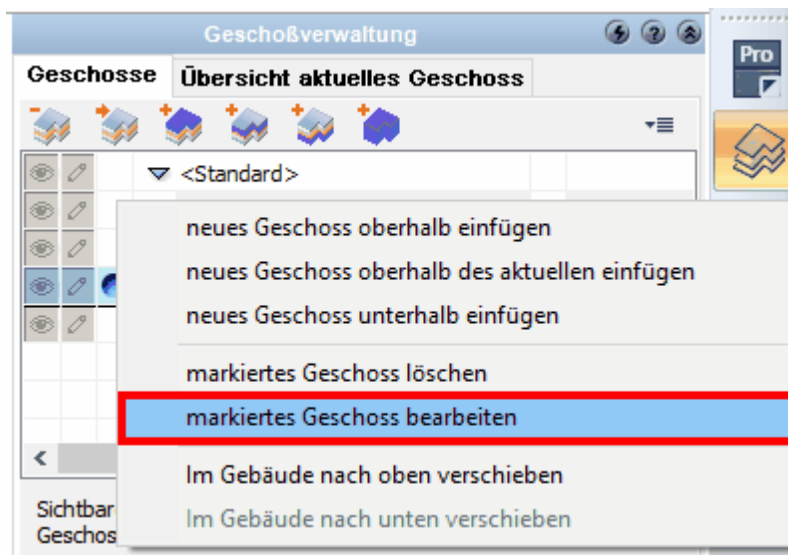 Geschoßverwaltung
Pro
Geschosse Übersicht aktuelles Geschoss
<Standard>
neues Geschoss oberhalb einfügen
neues Geschoss oberhalb des aktuellen einfügen
neues Geschoss unterhalb einfügen
markiertes Geschoss löschen
markiertes Geschoss bearbeiten
Im Gebäude nach oben verschieben
Im Gebäude nach unten verschieben